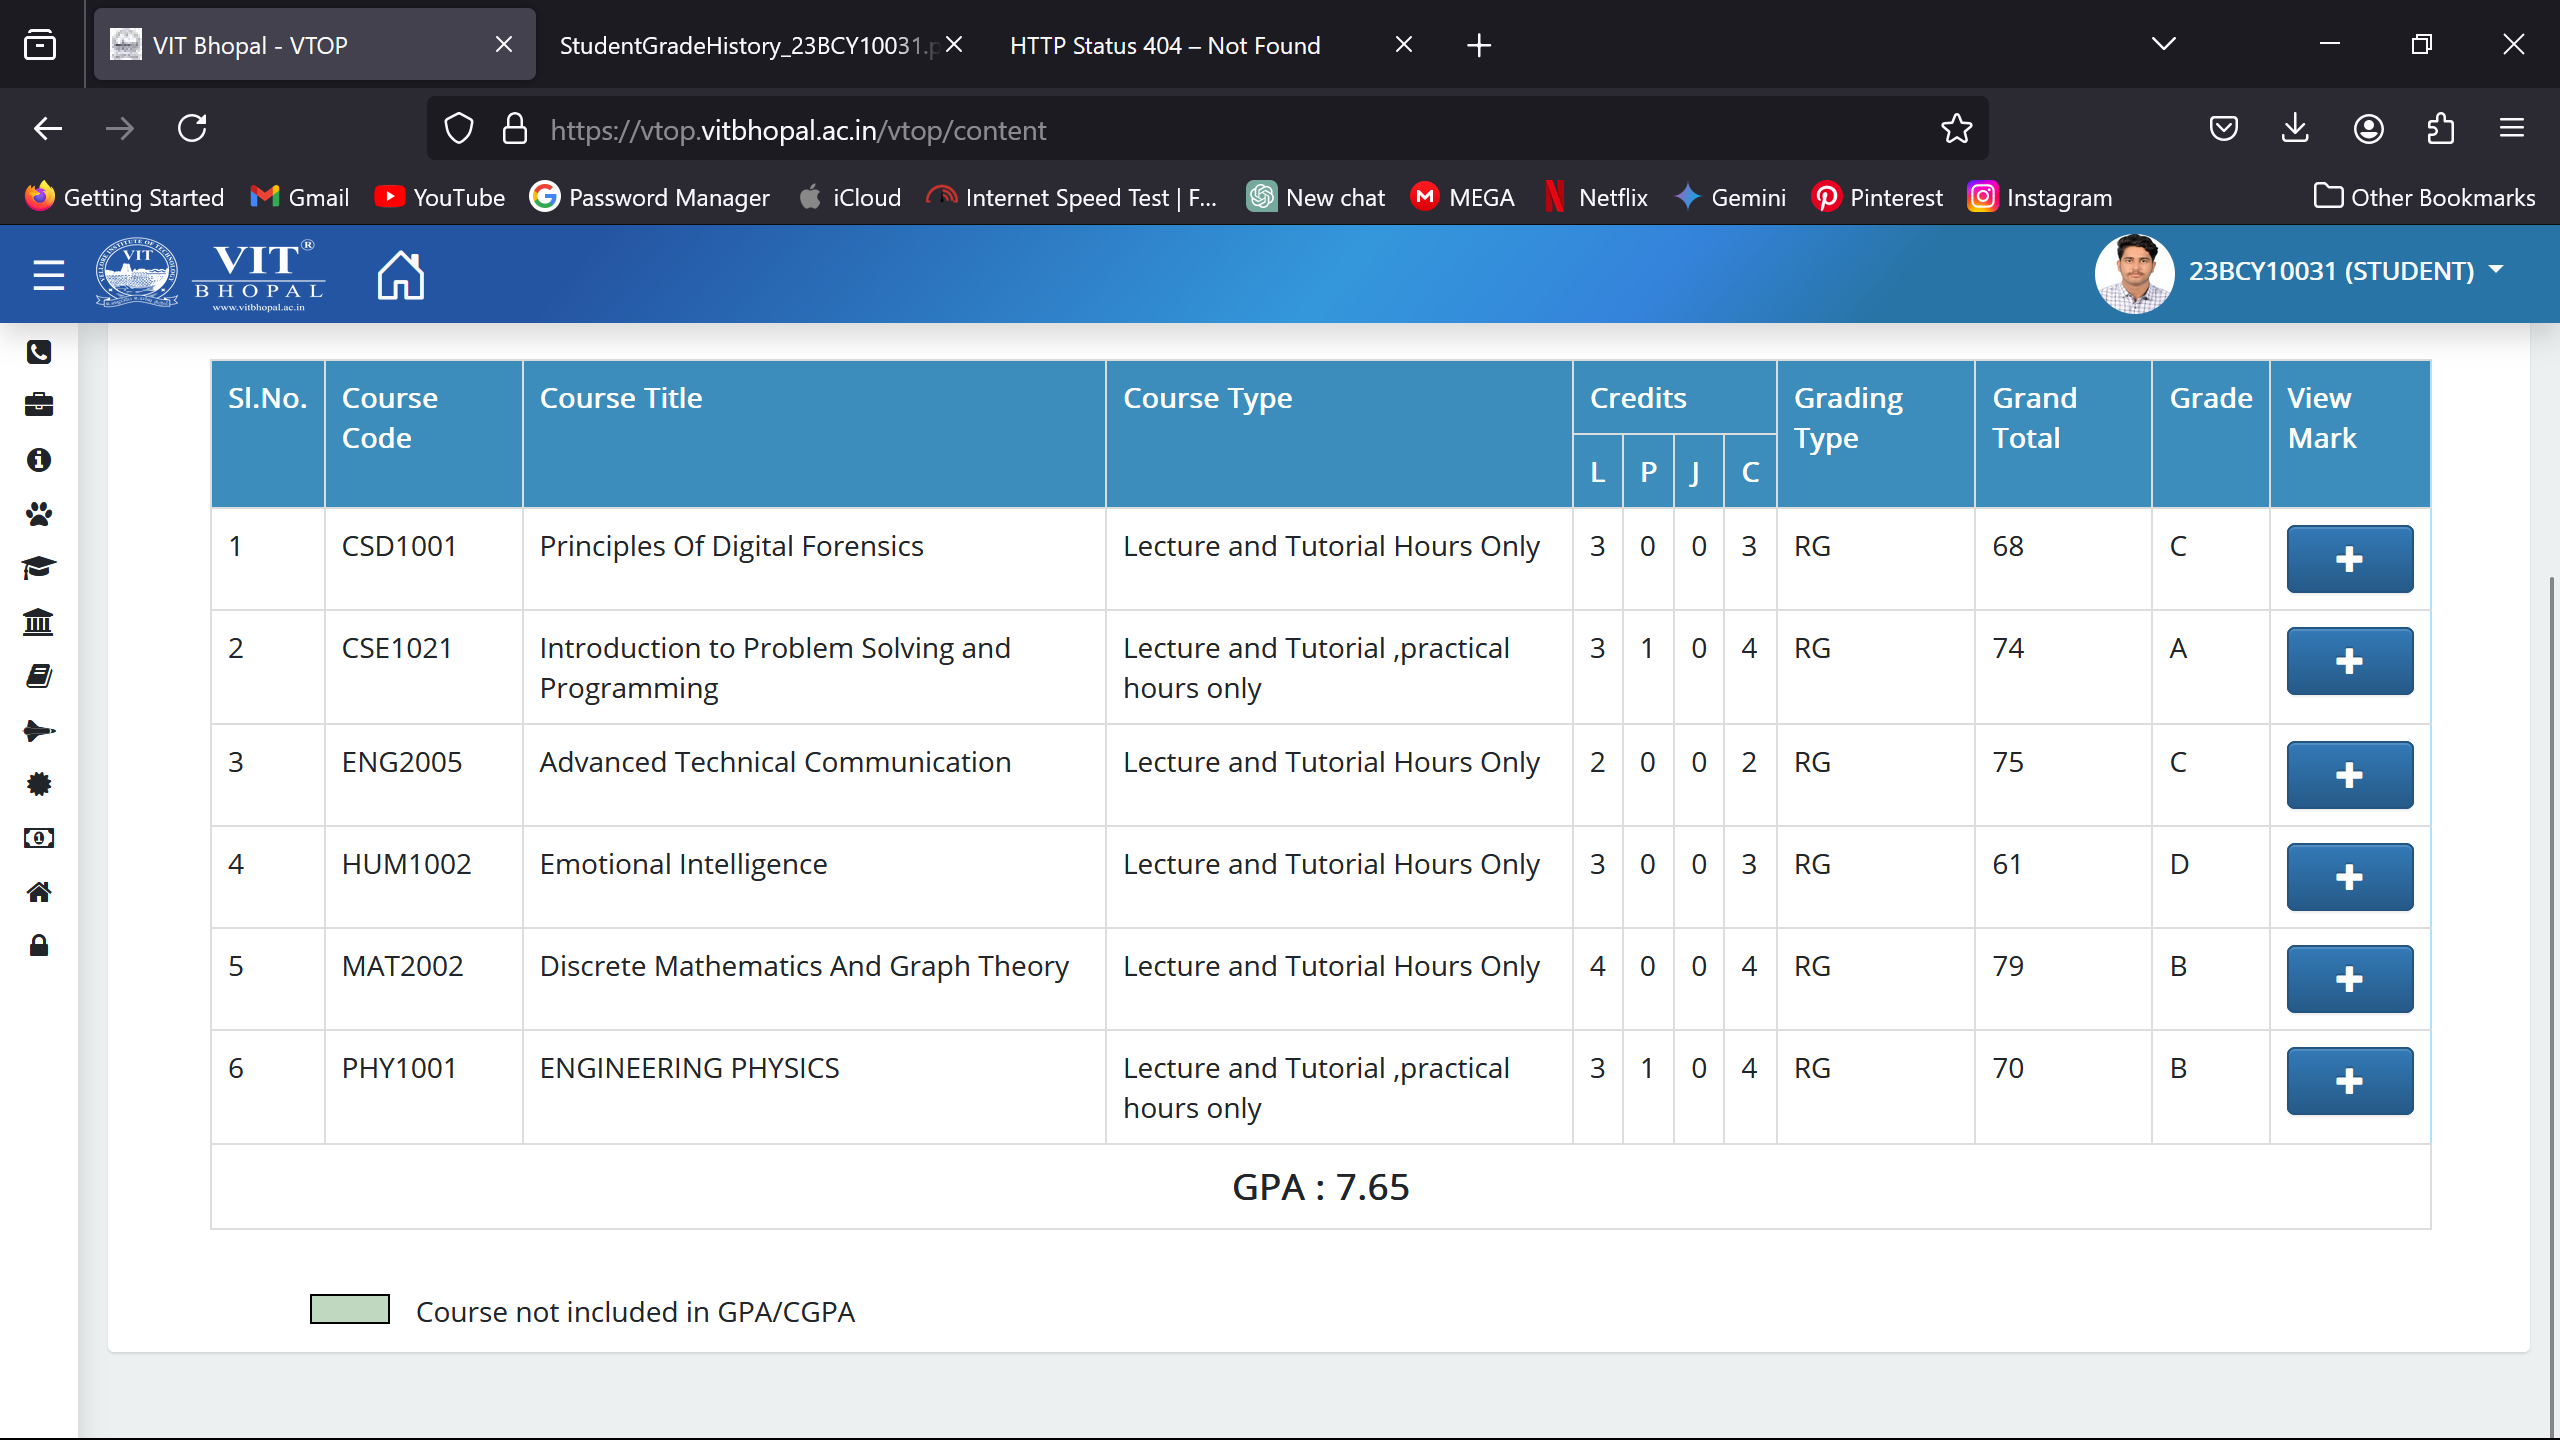 VIT Bhopal - VTOP
StudentGradeHistory_23BCY10031.p
HTTP Status 404 – Not Found
https://vtop.vitbhopal.ac.in/vtop/content
Getting Started Gmail YouTube Password Manager iCloud Internet Speed Test | F... New chat MEGA Netflix Gemini Pinterest Instagram Other Bookmarks
VIT
VIT®
BHOPAL
www.vitbhopal.ac.in
23BCY10031 (STUDENT)
Sl.No. Course Code Course Title Course Type Credits Grading Type Grand Total Grade View Mark
L P J C
1 CSD1001 Principles Of Digital Forensics Lecture and Tutorial Hours Only 3 0 0 3 RG 68 C
2 CSE1021 Introduction to Problem Solving and Programming Lecture and Tutorial ,practical hours only 3 1 0 4 RG 74 A
3 ENG2005 Advanced Technical Communication Lecture and Tutorial Hours Only 2 0 0 2 RG 75 C
4 HUM1002 Emotional Intelligence Lecture and Tutorial Hours Only 3 0 0 3 RG 61 D
5 MAT2002 Discrete Mathematics And Graph Theory Lecture and Tutorial Hours Only 4 0 0 4 RG 79 B
6 PHY1001 ENGINEERING PHYSICS Lecture and Tutorial ,practical hours only 3 1 0 4 RG 70 B
GPA : 7.65
Course not included in GPA/CGPA